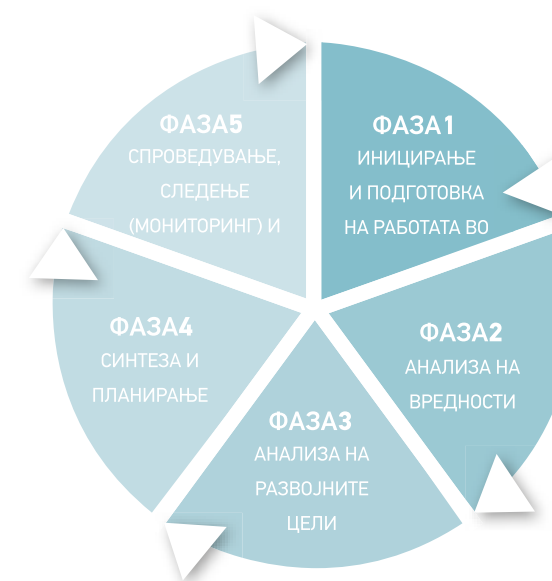 ФАЗА1
ИНИЦИРАЊЕ
И ПОДГОТОВКА
НА РАБОТАТА ВО
ФАЗА2
АНАЛИЗА НА
ВРЕДНОСТИ
ФАЗА3
АНАЛИЗА НА
РАЗВОЈНИТЕ
ЦЕЛИ
ФАЗА4
СИНТЕЗА И
ПЛАНИРАЊЕ
ФАЗА5
СПРОВЕДУВАЊЕ,
СЛЕДЕЊЕ
(МОНИТОРИНГ) И